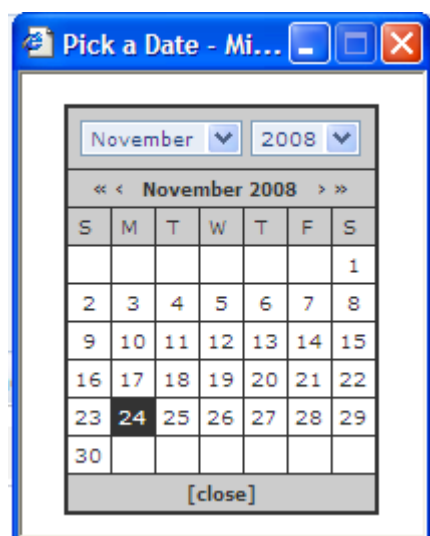 Pick a Date - Mi...
November 2008
« ‹ November 2008 › »
S M T W T F S
1
2 3 4 5 6 7 8
9 10 11 12 13 14 15
16 17 18 19 20 21 22
23 24 25 26 27 28 29
30
[close]